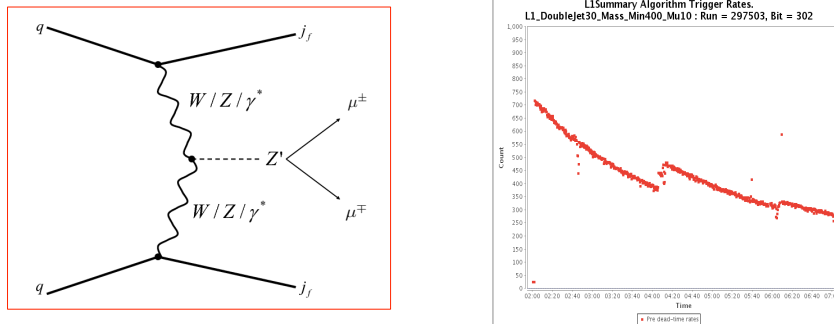 q
j_f
W / Z / γ*
μ±
Z'
W / Z / γ*
μ∓
q
j_f
L1Summary Algorithm Trigger Rates.
L1_DoubleJet30_Mass_Min400_Mu10 : Run = 297503, Bit = 302
1,000
950
900
850
800
750
700
650
600
550
500
450
400
350
300
250
200
150
100
50
0
Count
02:00 02:20 02:40 03:00 03:20 03:40 04:00 04:20 04:40 05:00 05:20 05:40 06:00 06:20 06:40
Time
Pre dead-time rates